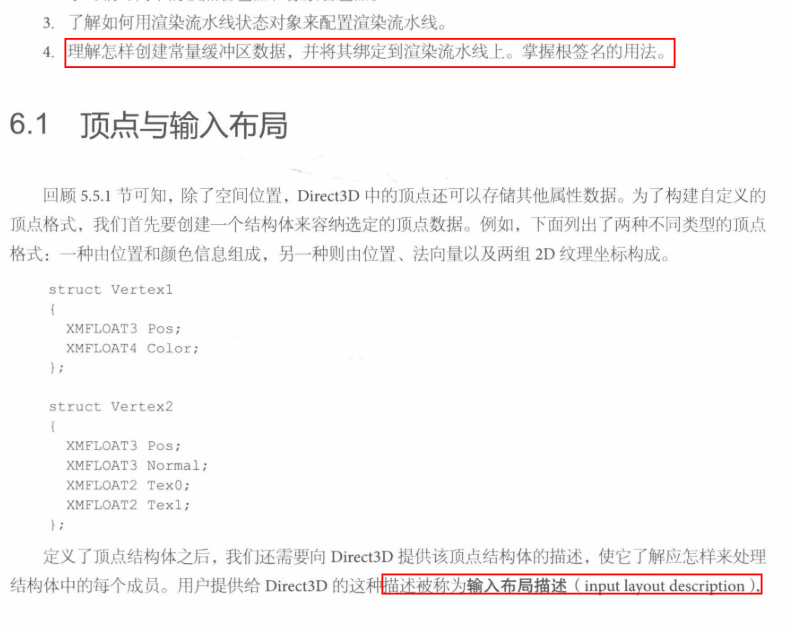 3. 了解如何用渲染流水线状态对象来配置渲染流水线。
4. 理解怎样创建常量缓冲区数据，并将其绑定到渲染流水线上。掌握根签名的用法。
6.1 顶点与输入布局
回顾 5.5.1 节可知，除了空间位置，Direct3D 中的顶点还可以存储其他属性数据。为了构建自定义的
顶点格式，我们首先要创建一个结构体来容纳选定的顶点数据。例如，下面列出了两种不同类型的顶点
格式：一种由位置和颜色信息组成，另一种则由位置、法向量以及两组 2D 纹理坐标构成。
struct Vertex1
{
XMFLOAT3 Pos;
XMFLOAT4 Color;
};
struct Vertex2
{
XMFLOAT3 Pos;
XMFLOAT3 Normal;
XMFLOAT2 Tex0;
XMFLOAT2 Tex1;
};
定义了顶点结构体之后，我们还需要向 Direct3D 提供该顶点结构体的描述，使它了解应怎样来处理
结构体中的每个成员。用户提供给 Direct3D 的这种描述被称为输入布局描述（input layout description），